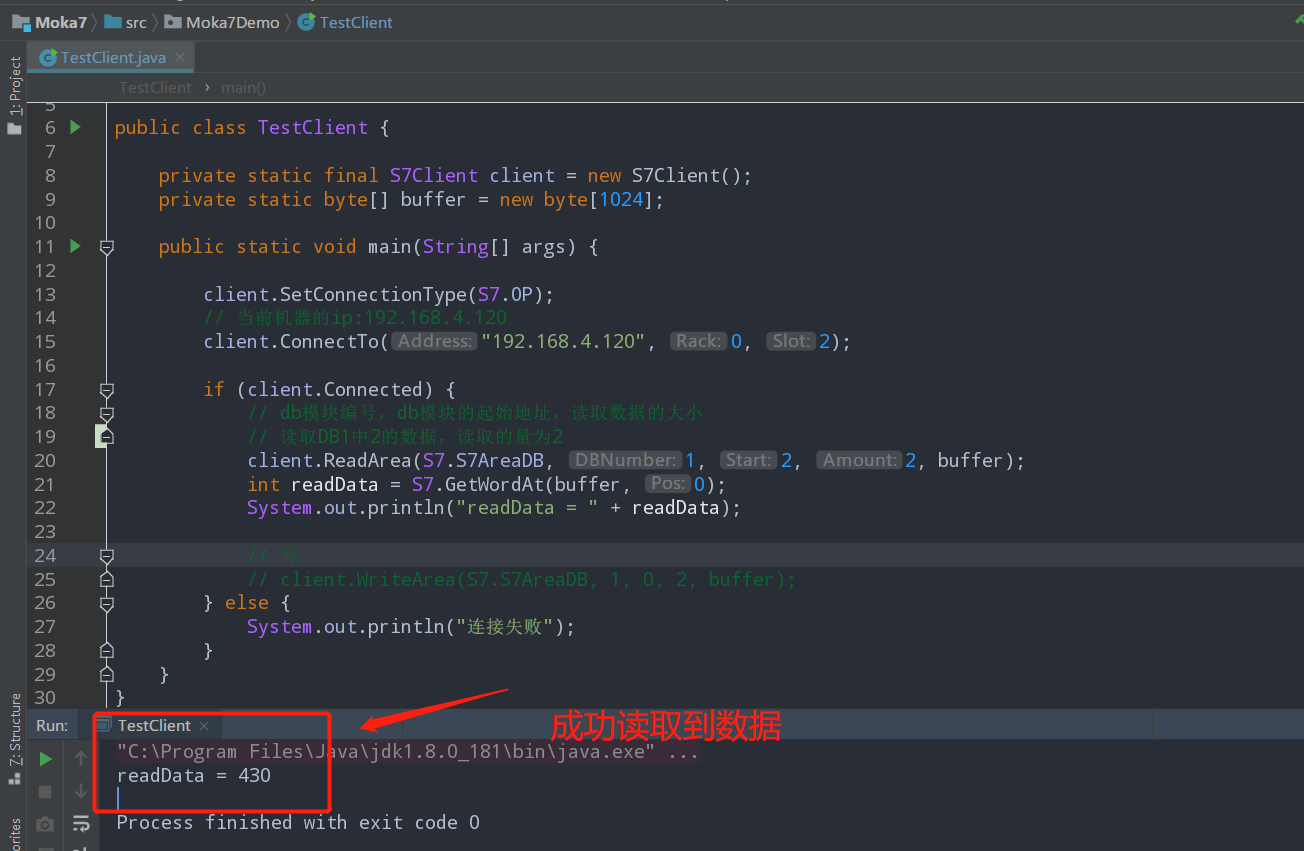 Moka7 src Moka7Demo TestClient
TestClient.java
TestClient › main()
1: Project
5
6 public class TestClient {
7
8 private static final S7Client client = new S7Client();
9 private static byte[] buffer = new byte[1024];
10
11 public static void main(String[] args) {
12
13 client.SetConnectionType(S7.OP);
14 // 当前机器的ip:192.168.4.120
15 client.ConnectTo( Address: "192.168.4.120", Rack: 0, Slot: 2);
16
17 if (client.Connected) {
18 // db模块编号，db模块的起始地址，读取数据的大小
19 // 读取DB1中2的数据，读取的量为2
20 client.ReadArea(S7.S7AreaDB, DBNumber: 1, Start: 2, Amount: 2, buffer);
21 int readData = S7.GetWordAt(buffer, Pos: 0);
22 System.out.println("readData = " + readData);
23
24 // 写
25 // client.WriteArea(S7.S7AreaDB, 1, 0, 2, buffer);
26 } else {
27 System.out.println("连接失败");
28 }
29 }
30 }
7: Structure
Run: TestClient
成功读取到数据
"C:\Program Files\Java\jdk1.8.0_181\bin\java.exe" ...
readData = 430
Process finished with exit code 0